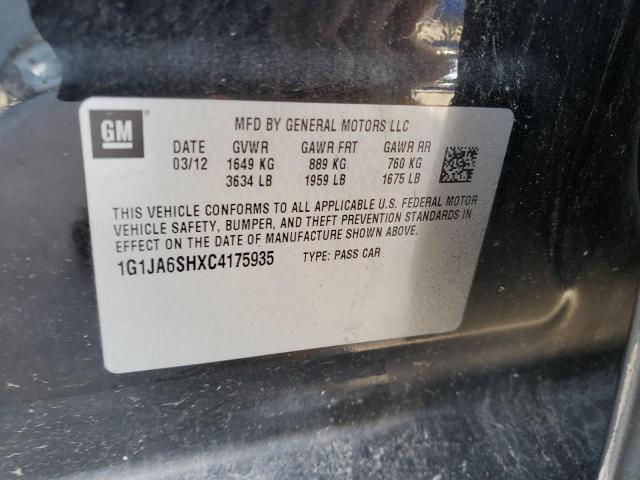 GM
MFD BY GENERAL MOTORS LLC
DATE GVWR GAWR FRT GAWR RR
03/12 1649 KG 889 KG 760 KG
3634 LB 1959 LB 1675 LB
THIS VEHICLE CONFORMS TO ALL APPLICABLE U.S. FEDERAL MOTOR
VEHICLE SAFETY, BUMPER, AND THEFT PREVENTION STANDARDS IN
EFFECT ON THE DATE OF MANUFACTURE SHOWN ABOVE.
1G1JA6SHXC4175935 TYPE: PASS CAR